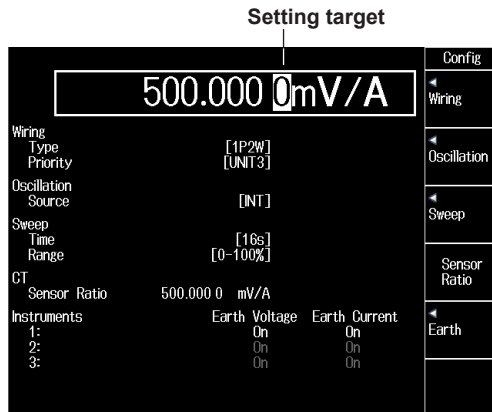 Setting target
500.000 0mV/A
Wiring
Type [1P2W]
Priority [UNIT3]
Oscillation
Source [INT]
Sweep
Time [16s]
Range [0-100%]
CT
Sensor Ratio 500.000 0 mV/A
Instruments Earth Voltage Earth Current
1: On On
2: On On
3: On On
Config
Wiring
Oscillation
Sweep
Sensor
Ratio
Earth